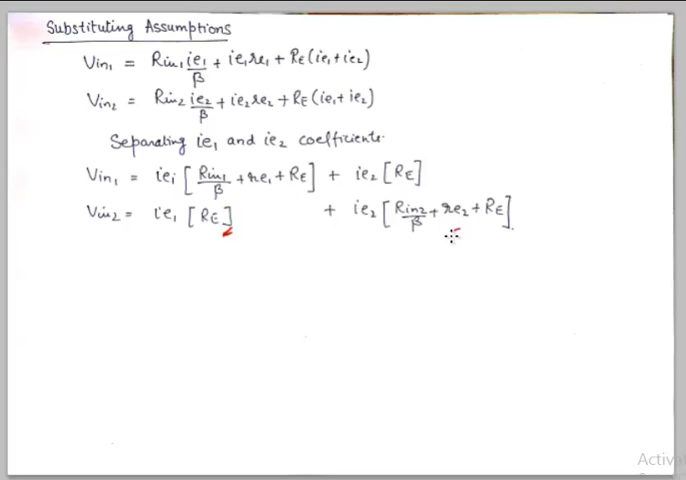 Substituting Assumptions
Vin₁ = Rin₁ ie₁/β + ie₁re₁ + RE(ie₁+ie₂)
Vin₂ = Rin₂ ie₂/β + ie₂re₂ + RE(ie₁+ie₂)
Separating ie₁ and ie₂ coefficients.
Vin₁ = ie₁ [Rin₁/β + re₁ + RE] + ie₂ [RE]
Vin₂ = ie₁ [RE] + ie₂ [Rin₂/β + re₂ + RE].
Activa